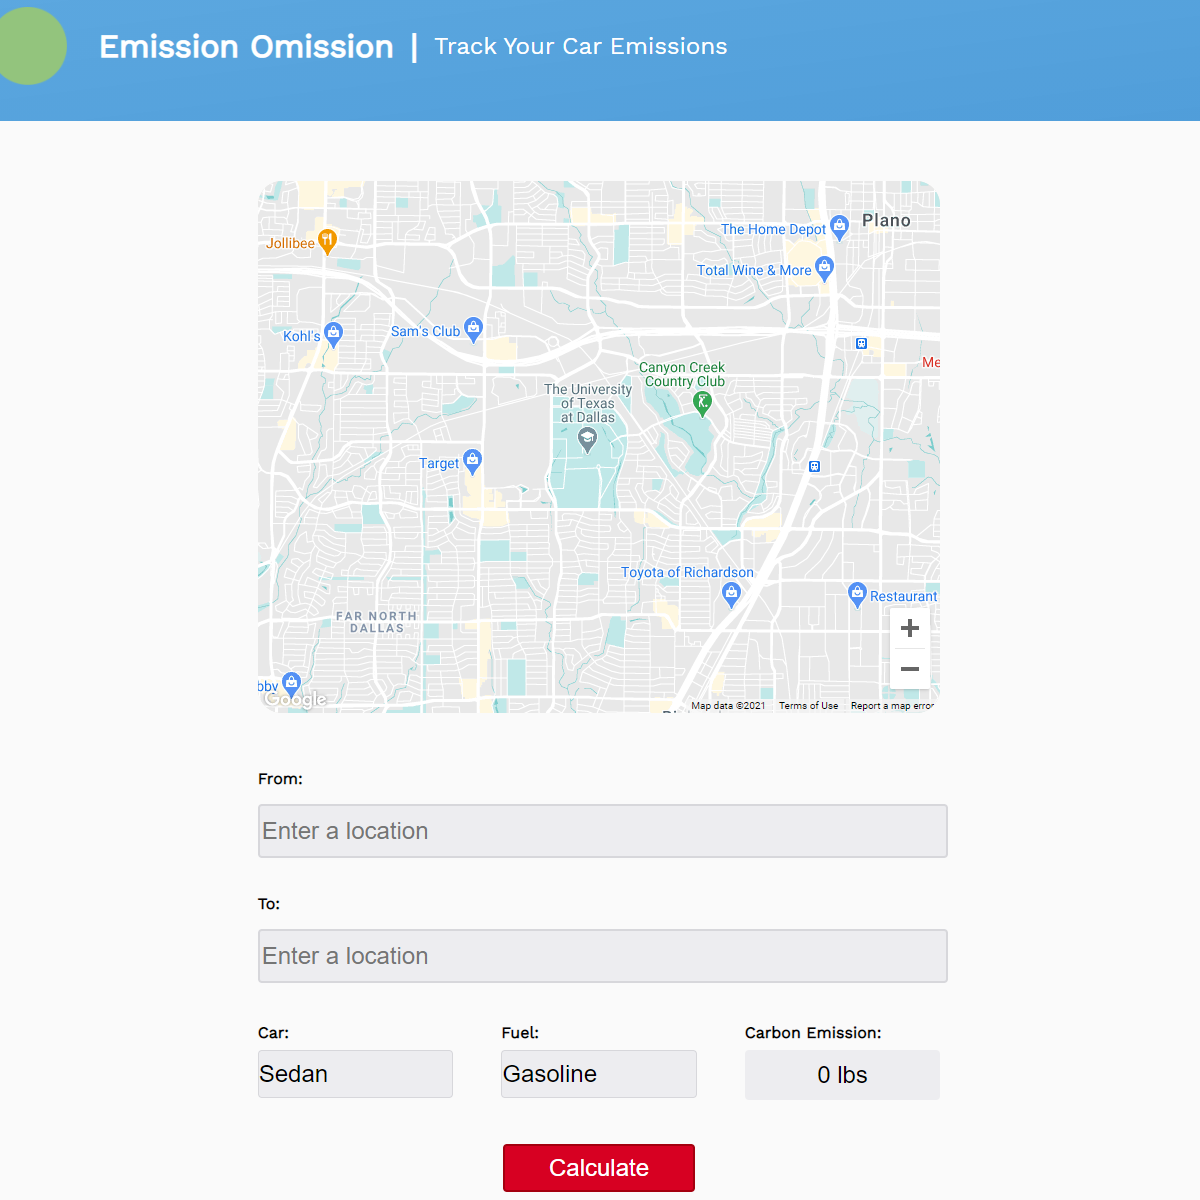 Emission Omission | Track Your Car Emissions
Plano
The Home Depot
Jollibee
Total Wine & More
Kohl's
Sam's Club
Me
Canyon Creek
Country Club
The University
of Texas
at Dallas
Target
Toyota of Richardson
Restaurant
FAR NORTH
DALLAS
+
−
bby
Google
Map data ©2021 Terms of Use Report a map error
From:
Enter a location
To:
Enter a location
Car: Fuel: Carbon Emission:
Sedan Gasoline 0 lbs
Calculate